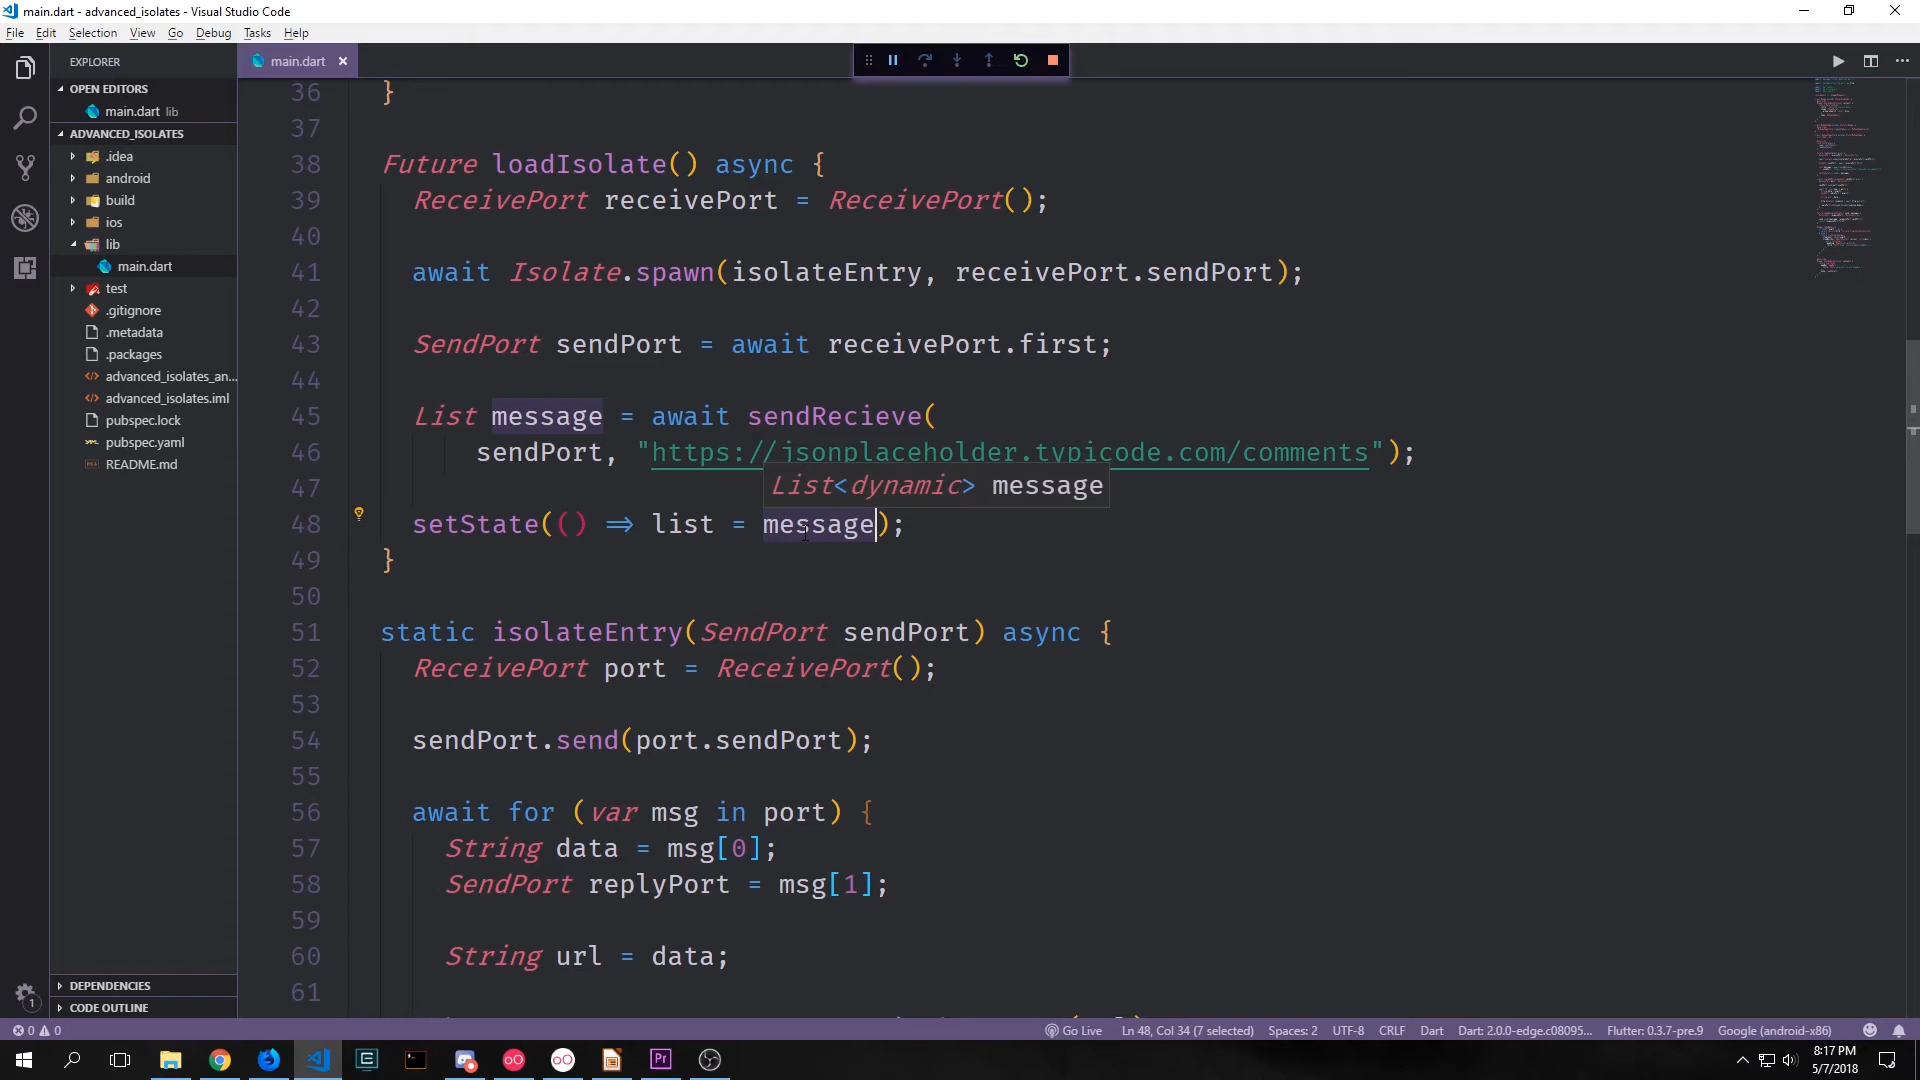 main.dart - advanced_isolates - Visual Studio Code
File Edit Selection View Go Debug Tasks Help
EXPLORER
main.dart
OPEN EDITORS
main.dart lib
ADVANCED_ISOLATES
.idea
android
build
ios
lib
main.dart
test
.gitignore
.metadata
.packages
advanced_isolates_an...
advanced_isolates.iml
pubspec.lock
pubspec.yaml
README.md
DEPENDENCIES
CODE OUTLINE
36 }
37
38 Future loadIsolate() async {
39 ReceivePort receivePort = ReceivePort();
40
41 await Isolate.spawn(isolateEntry, receivePort.sendPort);
42
43 SendPort sendPort = await receivePort.first;
44
45 List message = await sendRecieve(
46 sendPort, "https://jsonplaceholder.typicode.com/comments");
47
List<dynamic> message
48 setState(() => list = message);
49 }
50
51 static isolateEntry(SendPort sendPort) async {
52 ReceivePort port = ReceivePort();
53
54 sendPort.send(port.sendPort);
55
56 await for (var msg in port) {
57 String data = msg[0];
58 SendPort replyPort = msg[1];
59
60 String url = data;
61
1
0 0 Go Live Ln 48, Col 34 (7 selected) Spaces: 2 UTF-8 CRLF Dart Dart: 2.0.0-edge.c08095... Flutter: 0.3.7-pre.9 Google (android-x86)
Pr
8:17 PM
5/7/2018